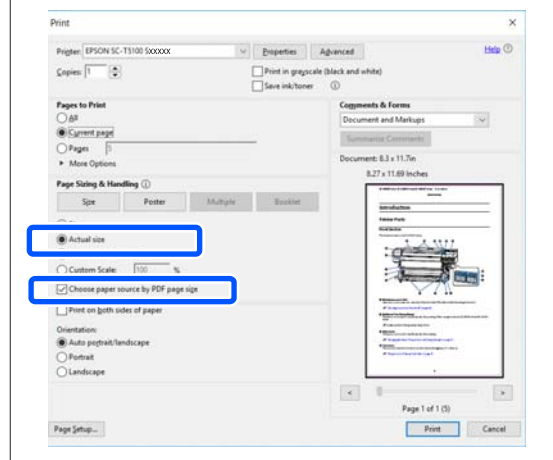 Print
Printer: EPSON SC-T5100 Sxxxxx
Properties
Advanced
Help
Copies: 1
Print in grayscale (black and white)
Save ink/toner
Pages to Print
All
Current page
Pages 5
More Options
Page Sizing & Handling
Size
Poster
Multiple
Booklet
Actual size
Custom Scale: 100 %
Choose paper source by PDF page size
Print on both sides of paper
Orientation:
Auto portrait/landscape
Portrait
Landscape
Comments & Forms
Document and Markups
Summarize Comments
Document: 8.3 x 11.7in
8.27 x 11.69 Inches
Introduction
Printer Parts
<
>
Page 1 of 1 (5)
Page Setup...
Print
Cancel